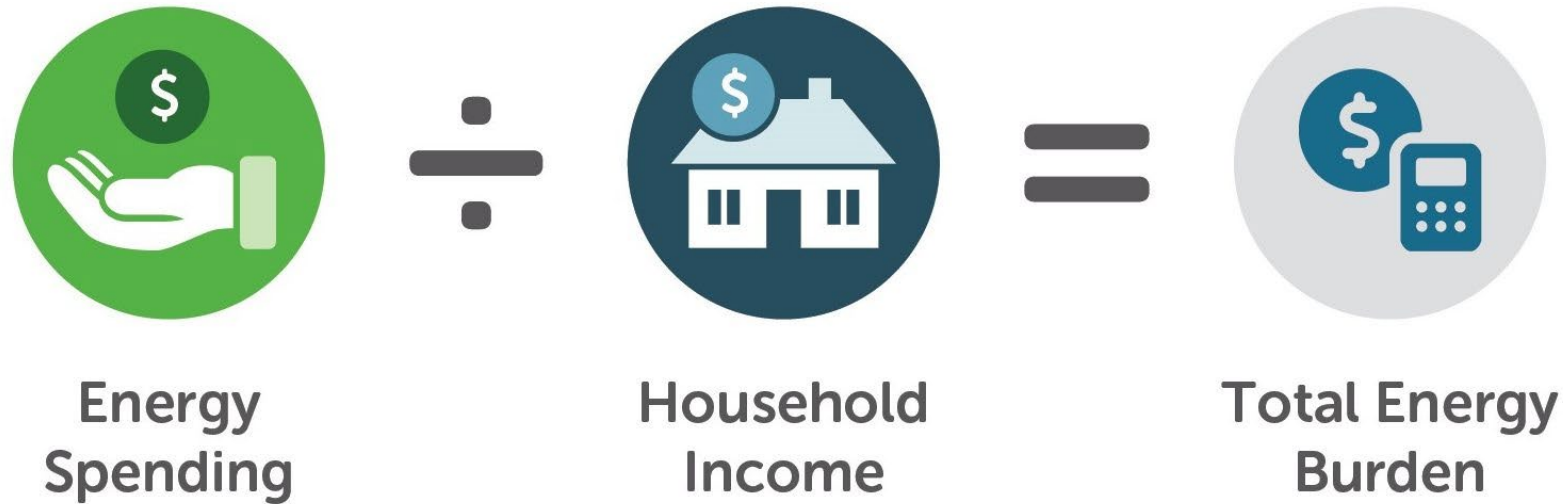 $
÷
$
=
$
Energy
Spending
Household
Income
Total Energy
Burden